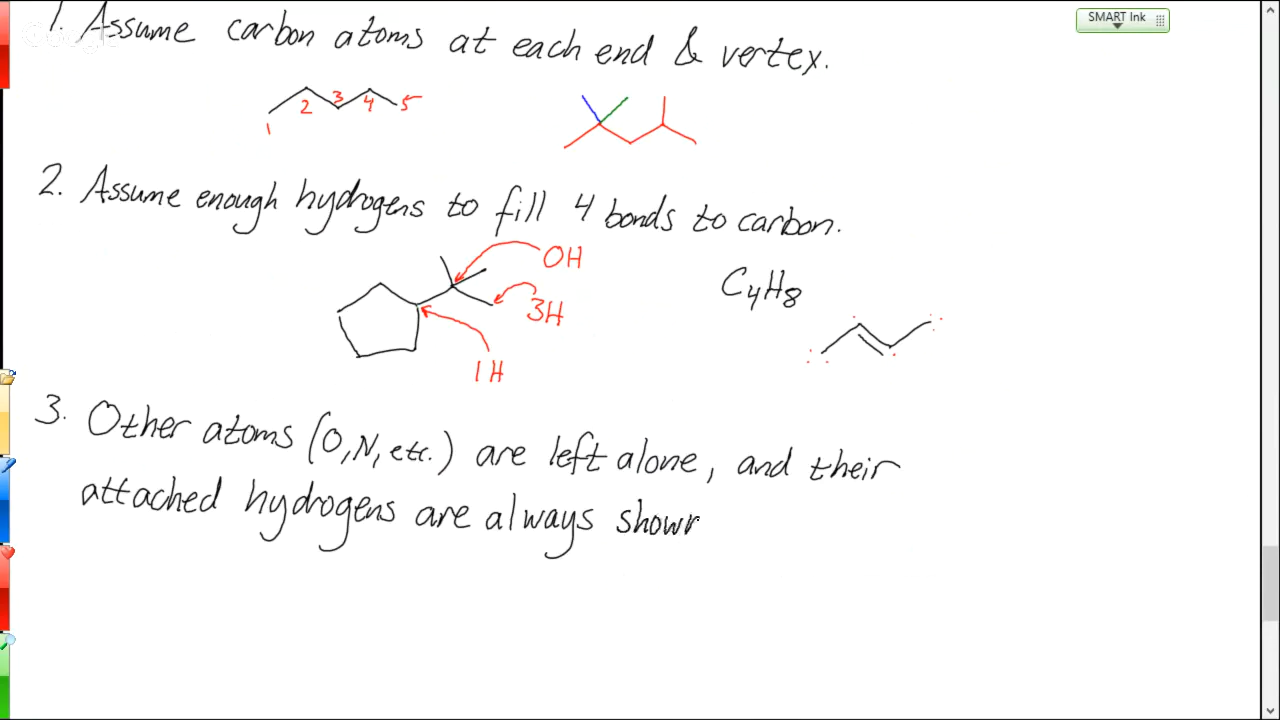 Google
SMART Ink
1. Assume carbon atoms at each end & vertex.
1 2 3 4 5
2. Assume enough hydrogens to fill 4 bonds to carbon.
OH
3H
1H
C4H8
3. Other atoms (O, N, etc.) are left alone, and their
attached hydrogens are always shown